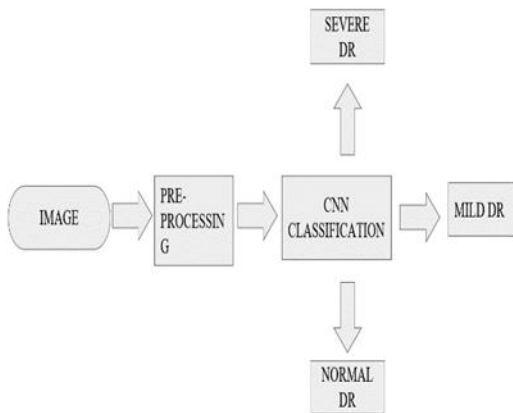 SEVERE
DR
IMAGE
PRE-
PROCESSIN
G
CNN
CLASSIFICATION
MILD DR
NORMAL
DR